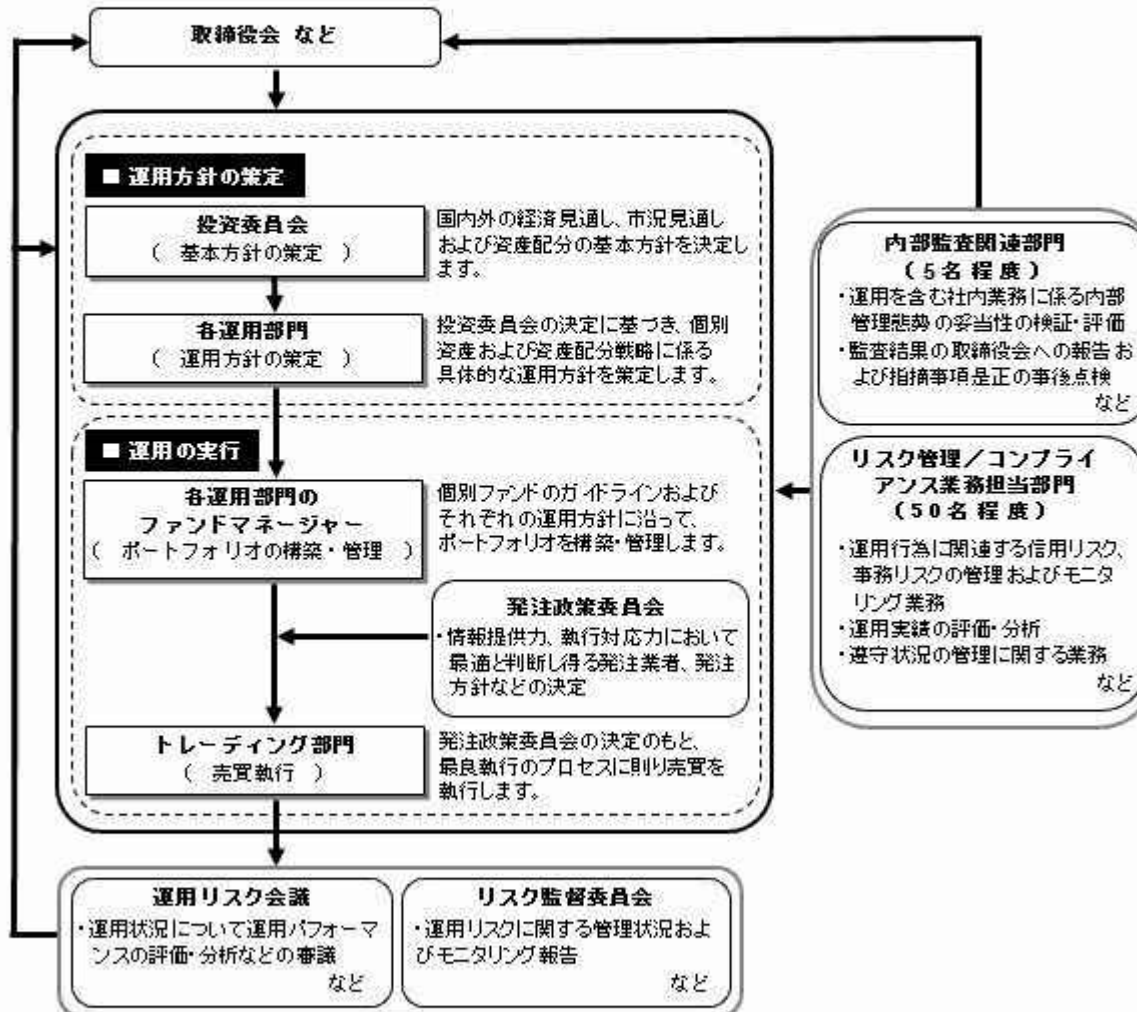 取締役会 など
■ 運用方針の策定
投資委員会
( 基本方針の策定 )
国内外の経済見通し、市況見通し
および資産配分の基本方針を決定し
ます。
各運用部門
( 運用方針の策定 )
投資委員会の決定に基づき、個別
資産および資産配分戦略に係る
具体的な運用方針を策定します。
■ 運用の実行
各運用部門の
ファンドマネージャー
( ポートフォリオの構築・管理 )
個別ファンドのガイドラインおよび
それぞれの運用方針に沿って、
ポートフォリオを構築・管理します。
発注政策委員会
・情報提供力、執行対応力において
最適と判断し得る発注業者、発注
方針などの決定
トレーディング部門
( 売買執行 )
発注政策委員会の決定のもと、
最良執行のプロセスに則り売買を
執行します。
内部監査関連部門
(5名程度)
・運用を含む社内業務に係る内部
管理態勢の妥当性の検証・評価
・監査結果の取締役会への報告お
よび指摘事項是正の事後点検
など
リスク管理/コンプライ
アンス業務担当部門
(50名程度)
・運用行為に関連する信用リスク、
事務リスクの管理およびモニタ
リング業務
・運用実績の評価・分析
・遵守状況の管理に関する業務
など
運用リスク会議
・運用状況について運用パフォーマ
ンスの評価・分析などの審議
など
リスク監督委員会
・運用リスクに関する管理状況およ
びモニタリング報告
など